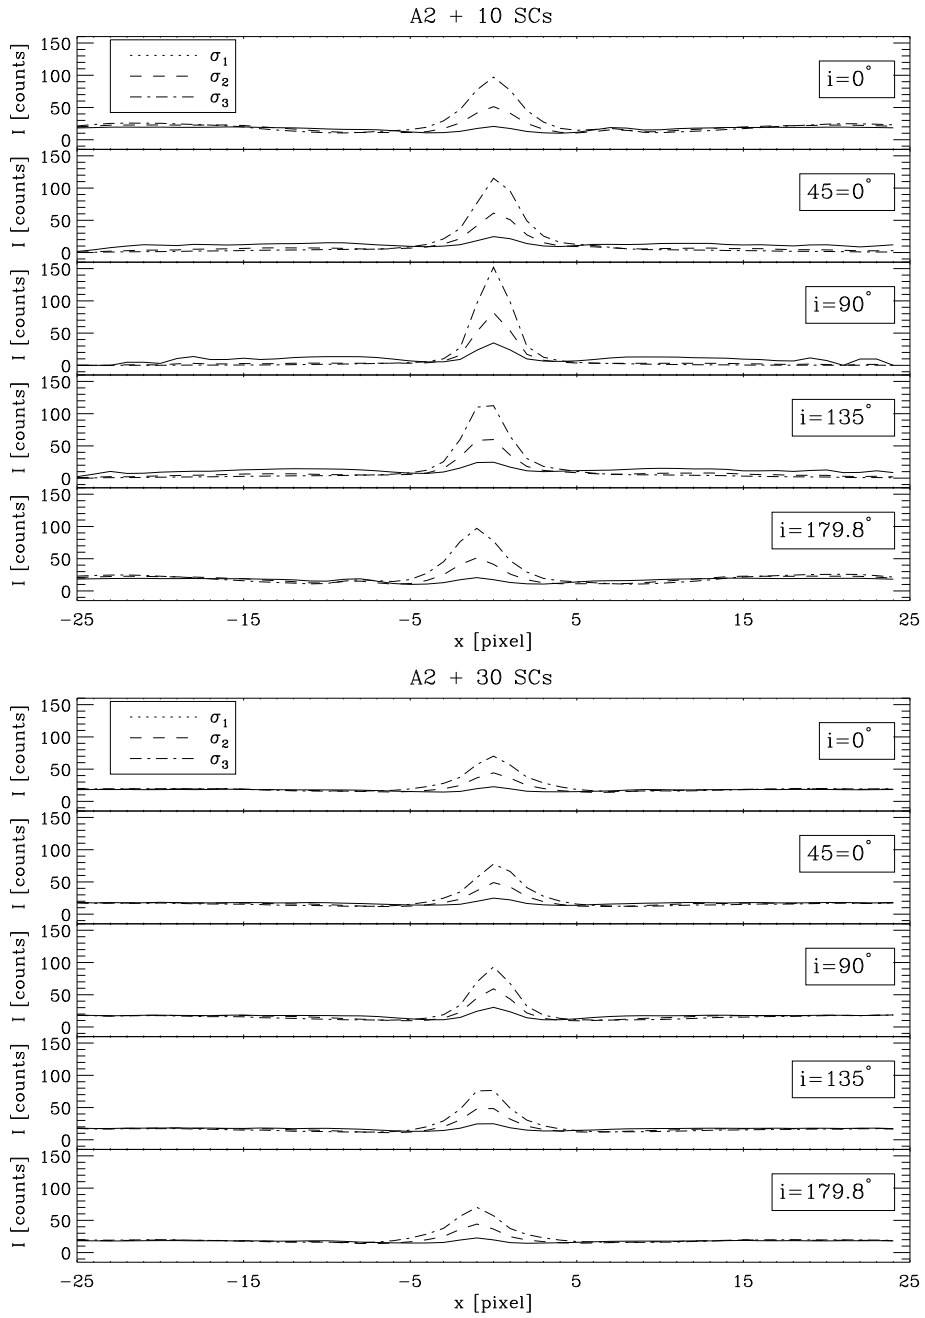 A2 + 10 SCs
I [counts]
150
100
50
0
σ1
σ2
σ3
i=0°
I [counts]
150
100
50
0
45=0°
I [counts]
150
100
50
0
i=90°
I [counts]
150
100
50
0
i=135°
I [counts]
150
100
50
0
i=179.8°
−25 −15 −5 5 15 25
x [pixel]
A2 + 30 SCs
I [counts]
150
100
50
0
σ1
σ2
σ3
i=0°
I [counts]
150
100
50
0
45=0°
I [counts]
150
100
50
0
i=90°
I [counts]
150
100
50
0
i=135°
I [counts]
150
100
50
0
i=179.8°
−25 −15 −5 5 15 25
x [pixel]